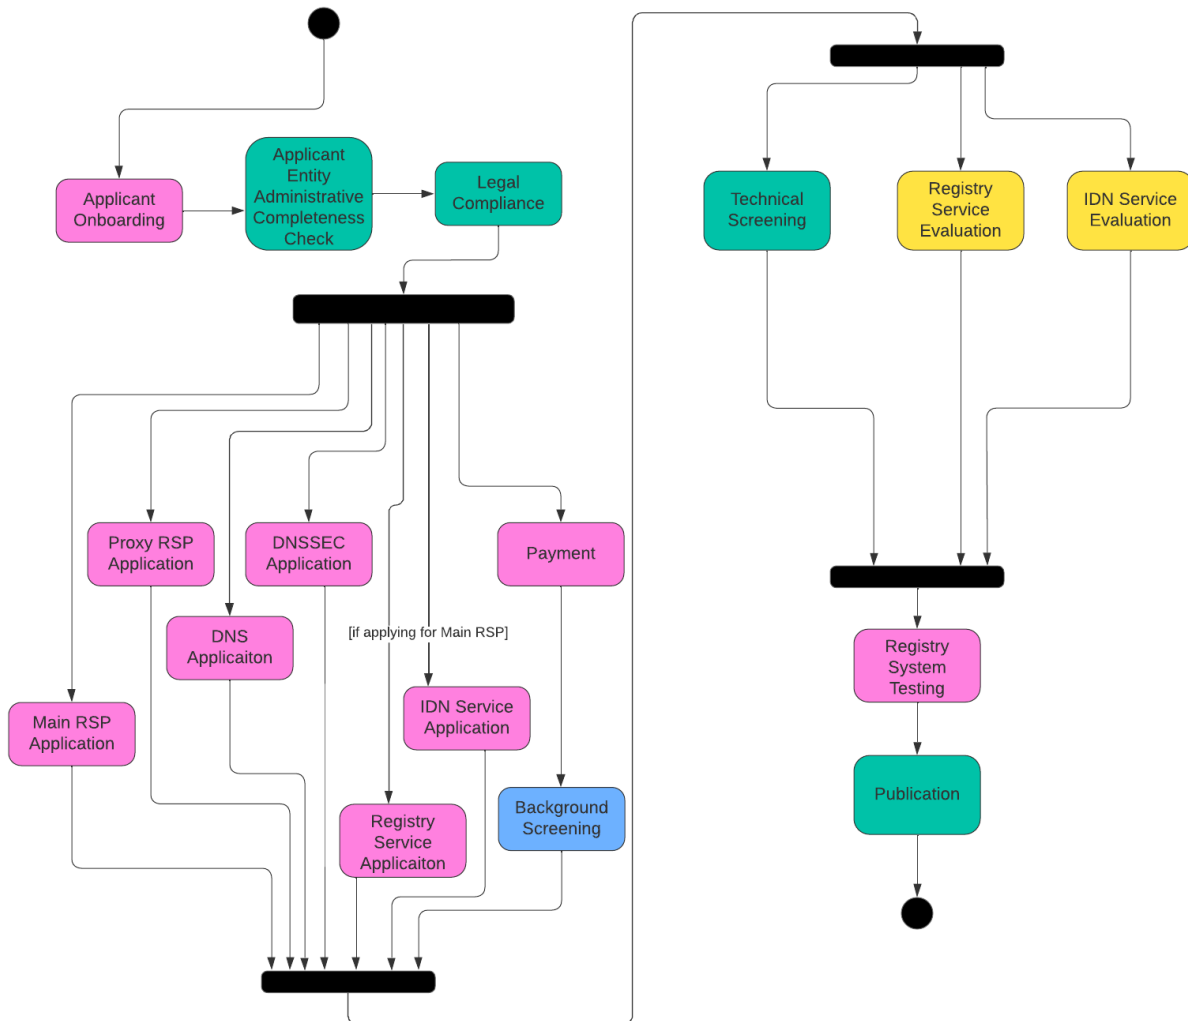 Applicant
Onboarding
Applicant
Entity
Administrative
Completeness
Check
Legal
Compliance
Proxy RSP
Application
DNSSEC
Application
Payment
DNS
Applicaiton
[if applying for Main RSP]
Main RSP
Application
IDN Service
Application
Registry
Service
Applicaiton
Background
Screening
Technical
Screening
Registry
Service
Evaluation
IDN Service
Evaluation
Registry
System
Testing
Publication